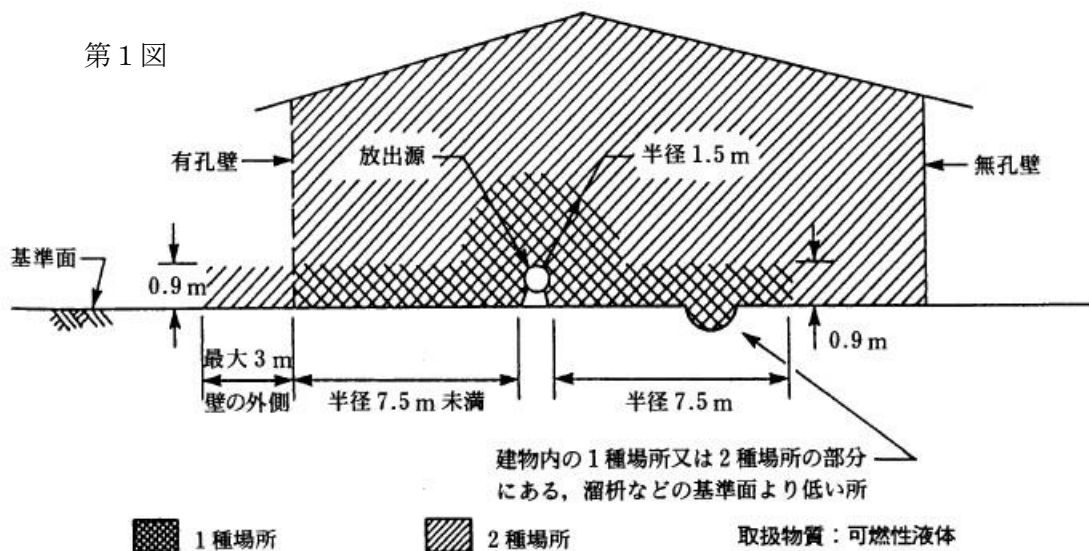 第1図
有孔壁
放出源
半径 1.5 m
無孔壁
基準面
0.9 m
0.9 m
最大 3 m
壁の外側
半径 7.5 m 未満
半径 7.5 m
建物内の1種場所又は2種場所の部分
にある，溜枡などの基準面より低い所
1種場所
2種場所
取扱物質：可燃性液体